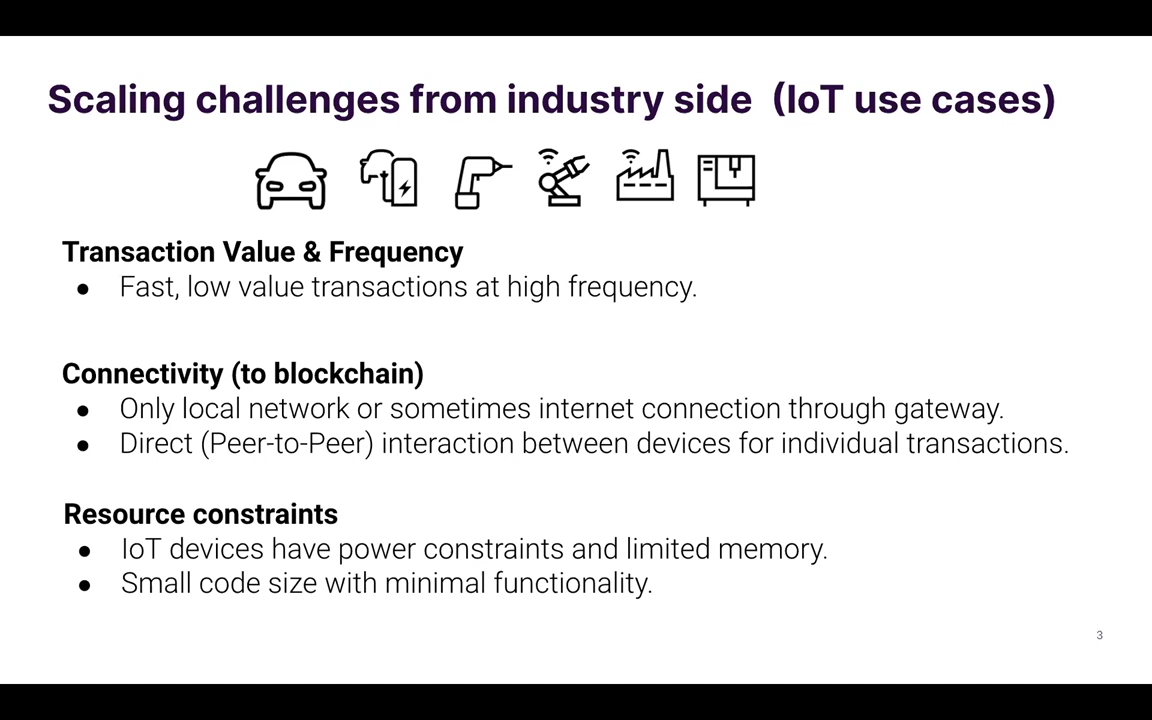 Scaling challenges from industry side (IoT use cases)
Transaction Value & Frequency
● Fast, low value transactions at high frequency.
Connectivity (to blockchain)
● Only local network or sometimes internet connection through gateway.
● Direct (Peer-to-Peer) interaction between devices for individual transactions.
Resource constraints
● IoT devices have power constraints and limited memory.
● Small code size with minimal functionality.
3